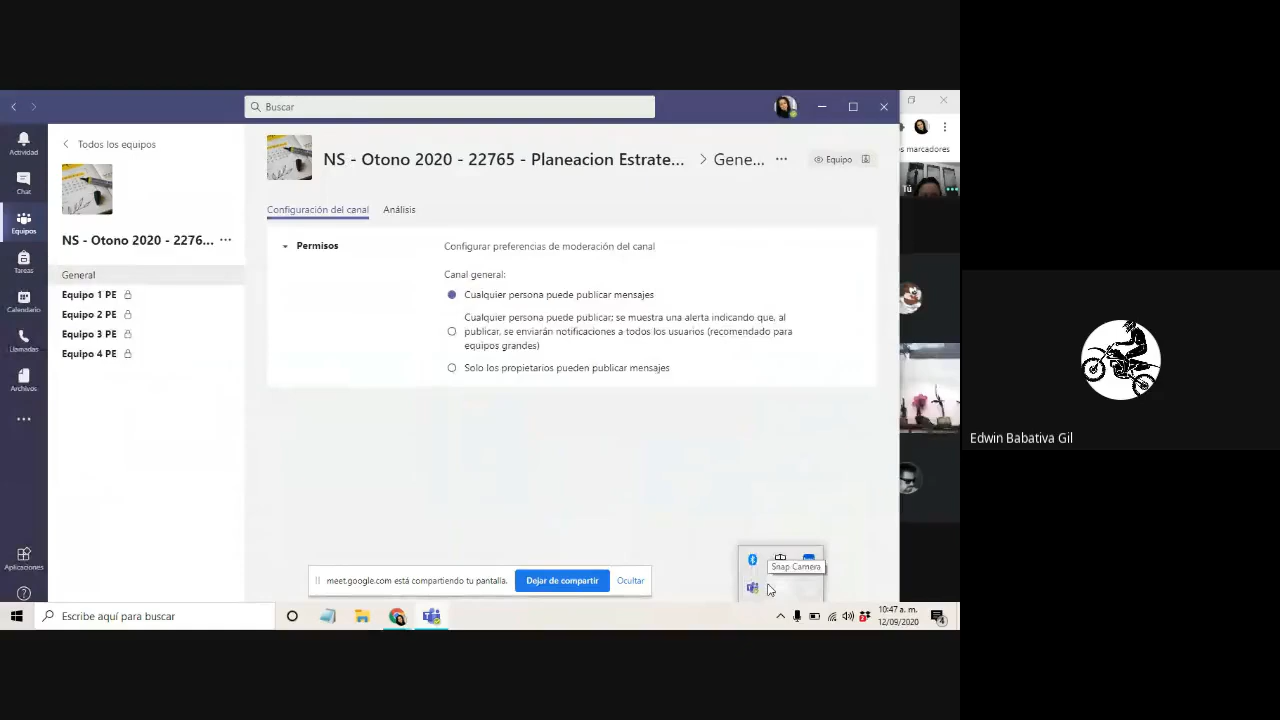 Buscar
Actividad
Chat
Equipos
Tareas
Calendario
Llamadas
Archivos
Aplicaciones
Todos los equipos
NS - Otono 2020 - 2276...
General
Equipo 1 PE
Equipo 2 PE
Equipo 3 PE
Equipo 4 PE
NS - Otono 2020 - 22765 - Planeacion Estrate... > Gene...
Equipo
Configuración del canal
Análisis
Permisos
Configurar preferencias de moderación del canal
Canal general:
Cualquier persona puede publicar mensajes
Cualquier persona puede publicar; se muestra una alerta indicando que, al
publicar, se enviarán notificaciones a todos los usuarios (recomendado para
equipos grandes)
Solo los propietarios pueden publicar mensajes
s marcadores
Tú
Snap Camera
meet.google.com está compartiendo tu pantalla.
Dejar de compartir
Ocultar
Escribe aquí para buscar
10:47 a. m.
12/09/2020
4
Edwin Babativa Gil